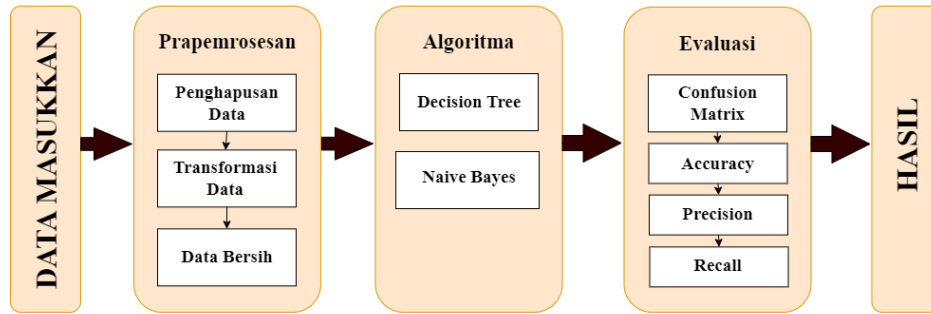 DATA MASUKKAN
Prapemrosesan
Penghapusan
Data
Transformasi
Data
Data Bersih
Algoritma
Decision Tree
Naive Bayes
Evaluasi
Confusion
Matrix
Accuracy
Precision
Recall
HASIL